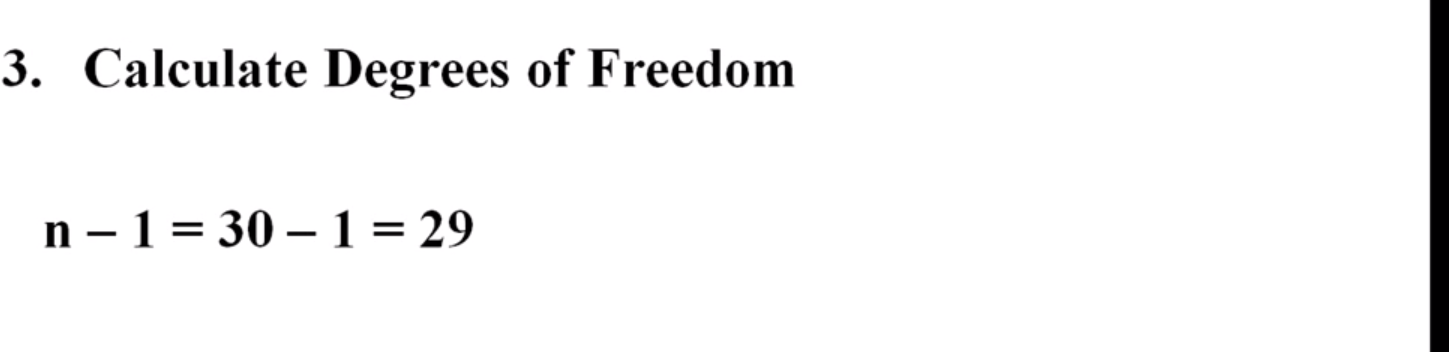 3. Calculate Degrees of Freedom
n – 1 = 30 – 1 = 29